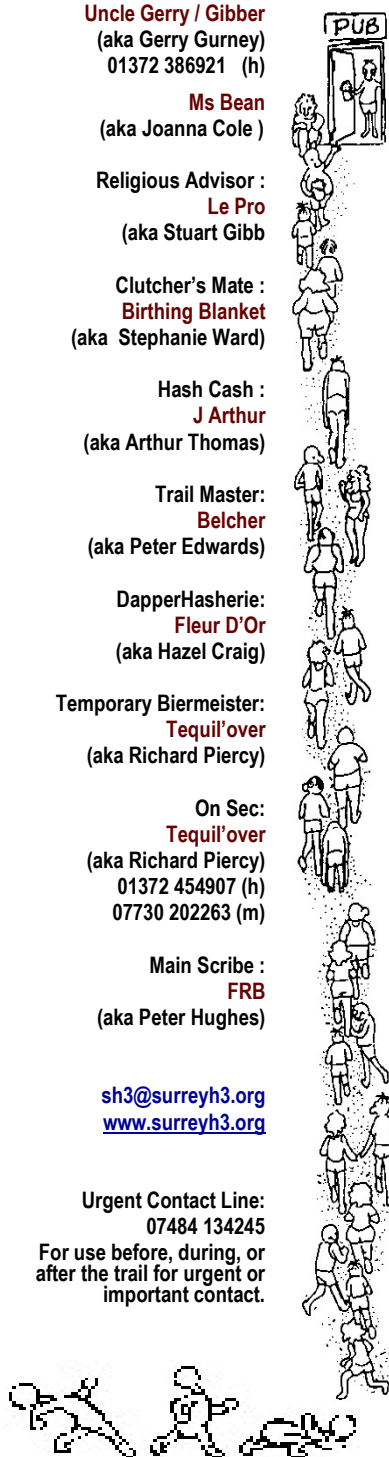 Uncle Gerry / Gibber
(aka Gerry Gurney)
01372 386921 (h)
Ms Bean
(aka Joanna Cole )
Religious Advisor :
Le Pro
(aka Stuart Gibb
Clutcher's Mate :
Birthing Blanket
(aka Stephanie Ward)
Hash Cash :
J Arthur
(aka Arthur Thomas)
Trail Master:
Belcher
(aka Peter Edwards)
DapperHasherie:
Fleur D'Or
(aka Hazel Craig)
Temporary Biermeister:
Tequil'over
(aka Richard Piercy)
On Sec:
Tequil'over
(aka Richard Piercy)
01372 454907 (h)
07730 202263 (m)
Main Scribe :
FRB
(aka Peter Hughes)
sh3@surreyh3.org
www.surreyh3.org
Urgent Contact Line:
07484 134245
For use before, during, or
after the trail for urgent or
important contact.
PUB